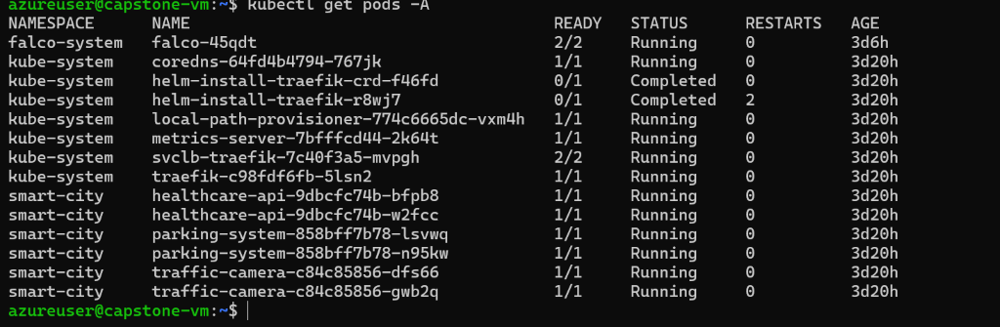 azureuser@capstone-vm:~$ kubectl get pods -A
NAMESPACE NAME READY STATUS RESTARTS AGE
falco-system falco-45qdt 2/2 Running 0 3d6h
kube-system coredns-64fd4b4794-767jk 1/1 Running 0 3d20h
kube-system helm-install-traefik-crd-f46fd 0/1 Completed 0 3d20h
kube-system helm-install-traefik-r8wj7 0/1 Completed 2 3d20h
kube-system local-path-provisioner-774c6665dc-vxm4h 1/1 Running 0 3d20h
kube-system metrics-server-7bfffcd44-2k64t 1/1 Running 0 3d20h
kube-system svclb-traefik-7c40f3a5-mvpgh 2/2 Running 0 3d20h
kube-system traefik-c98fdf6fb-5lsn2 1/1 Running 0 3d20h
smart-city healthcare-api-9dbcfc74b-bfpb8 1/1 Running 0 3d20h
smart-city healthcare-api-9dbcfc74b-w2fcc 1/1 Running 0 3d20h
smart-city parking-system-858bff7b78-lsvwq 1/1 Running 0 3d20h
smart-city parking-system-858bff7b78-n95kw 1/1 Running 0 3d20h
smart-city traffic-camera-c84c85856-dfs66 1/1 Running 0 3d20h
smart-city traffic-camera-c84c85856-gwb2q 1/1 Running 0 3d20h
azureuser@capstone-vm:~$